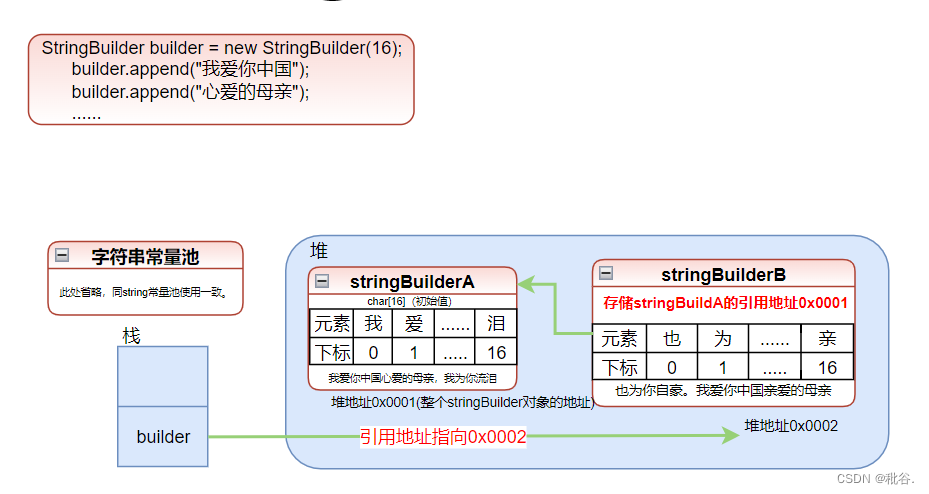 StringBuilder builder = new StringBuilder(16);
builder.append("我爱你中国");
builder.append("心爱的母亲");
......
字符串常量池
此处省略，同string常量池使用一致。
栈
builder
堆
stringBuilderA
char[16]（初始值）
元素 我 爱 ...... 泪
下标 0 1 ..... 16
我爱你中国心爱的母亲，我为你流泪
堆地址0x0001(整个stringBuilder对象的地址)
stringBuilderB
存储stringBuildA的引用地址0x0001
元素 也 为 ...... 亲
下标 0 1 ..... 16
也为你自豪。我爱你中国亲爱的母亲
堆地址0x0002
引用地址指向0x0002
CSDN @秕谷.